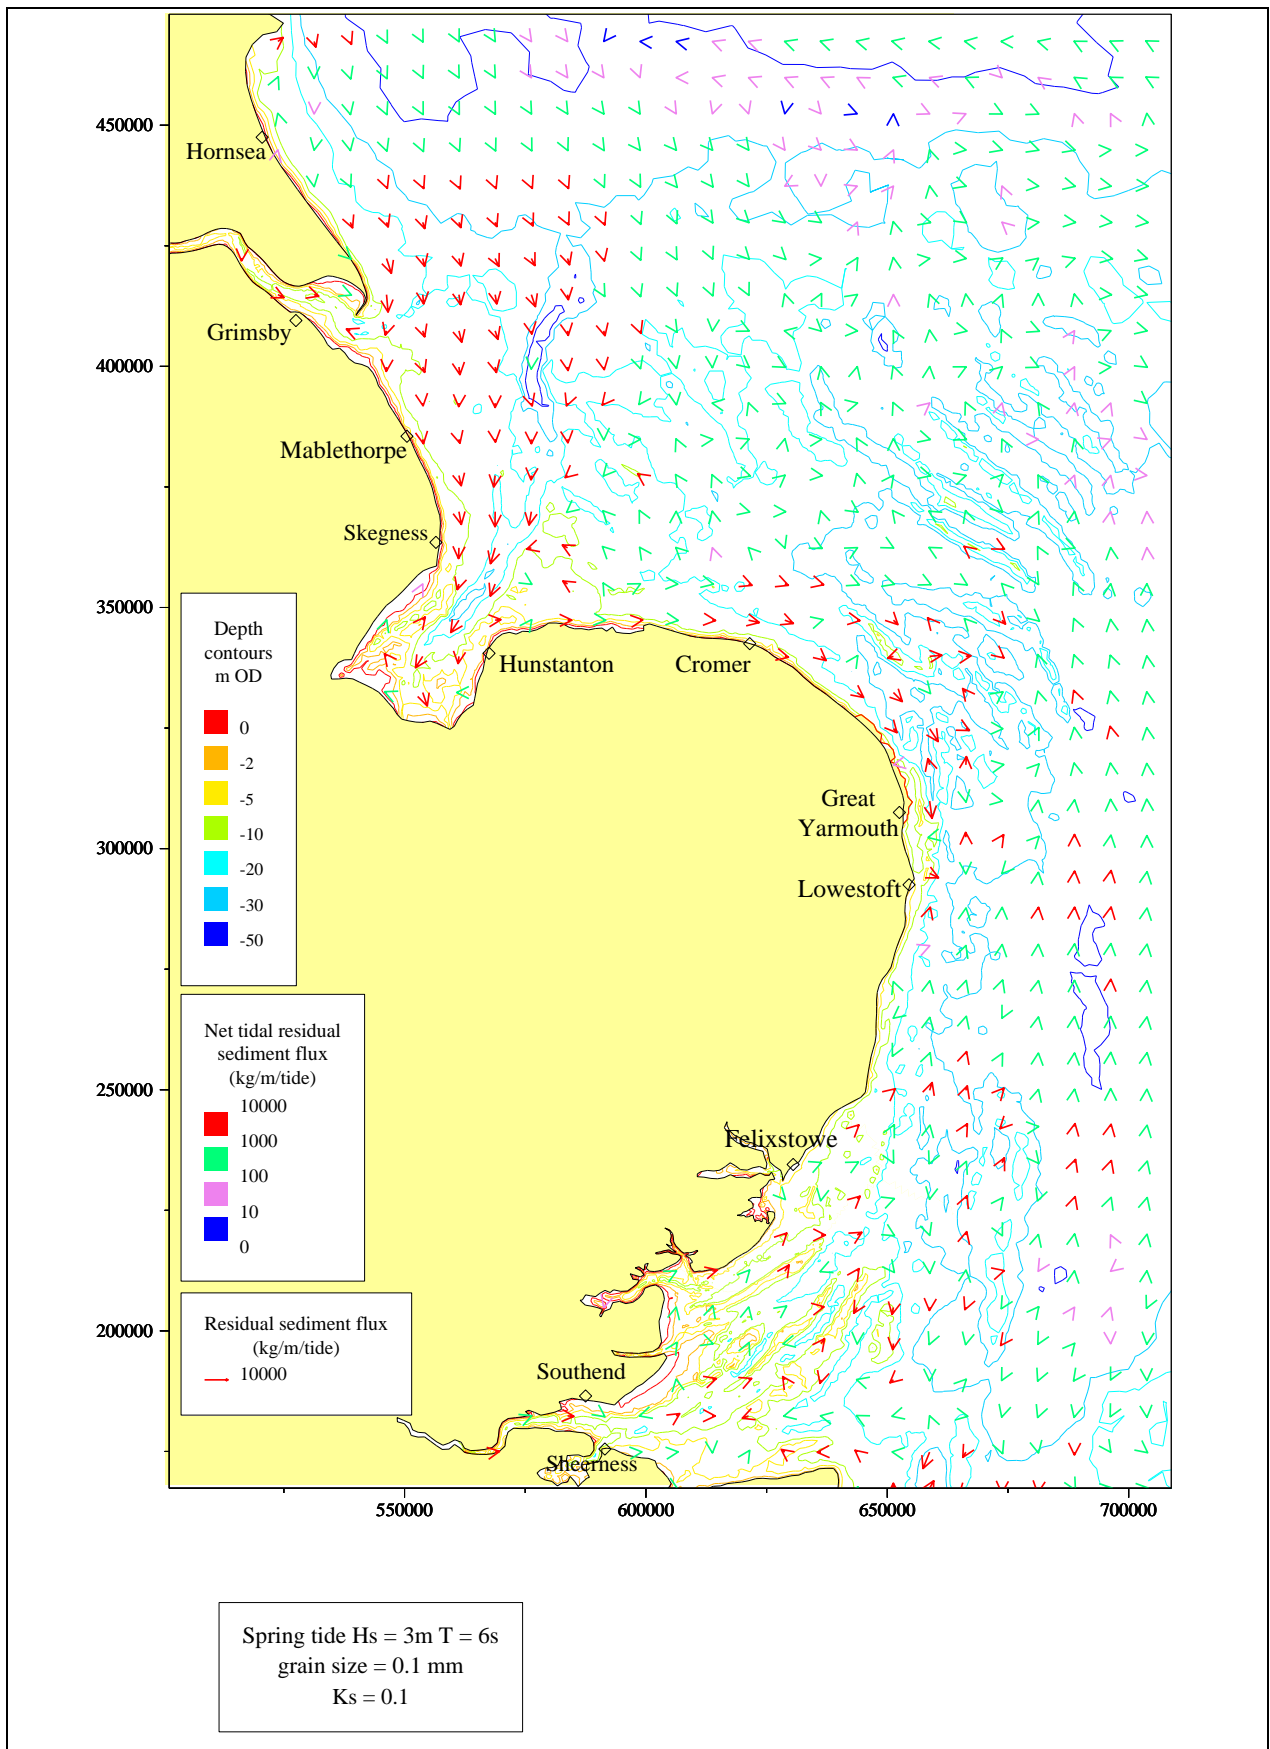 450000
Hornsea
Grimsby
400000
Mablethorpe
Skegness
350000
Hunstanton
Cromer
Depth
contours
m OD
0
-2
-5
-10
-20
-30
-50
Great
Yarmouth
300000
Lowestoft
Net tidal residual
sediment flux
(kg/m/tide)
10000
1000
100
10
0
250000
Felixstowe
Residual sediment flux
(kg/m/tide)
10000
200000
Southend
Sheerness
550000
600000
650000
700000
Spring tide Hs = 3m T = 6s
grain size = 0.1 mm
Ks = 0.1